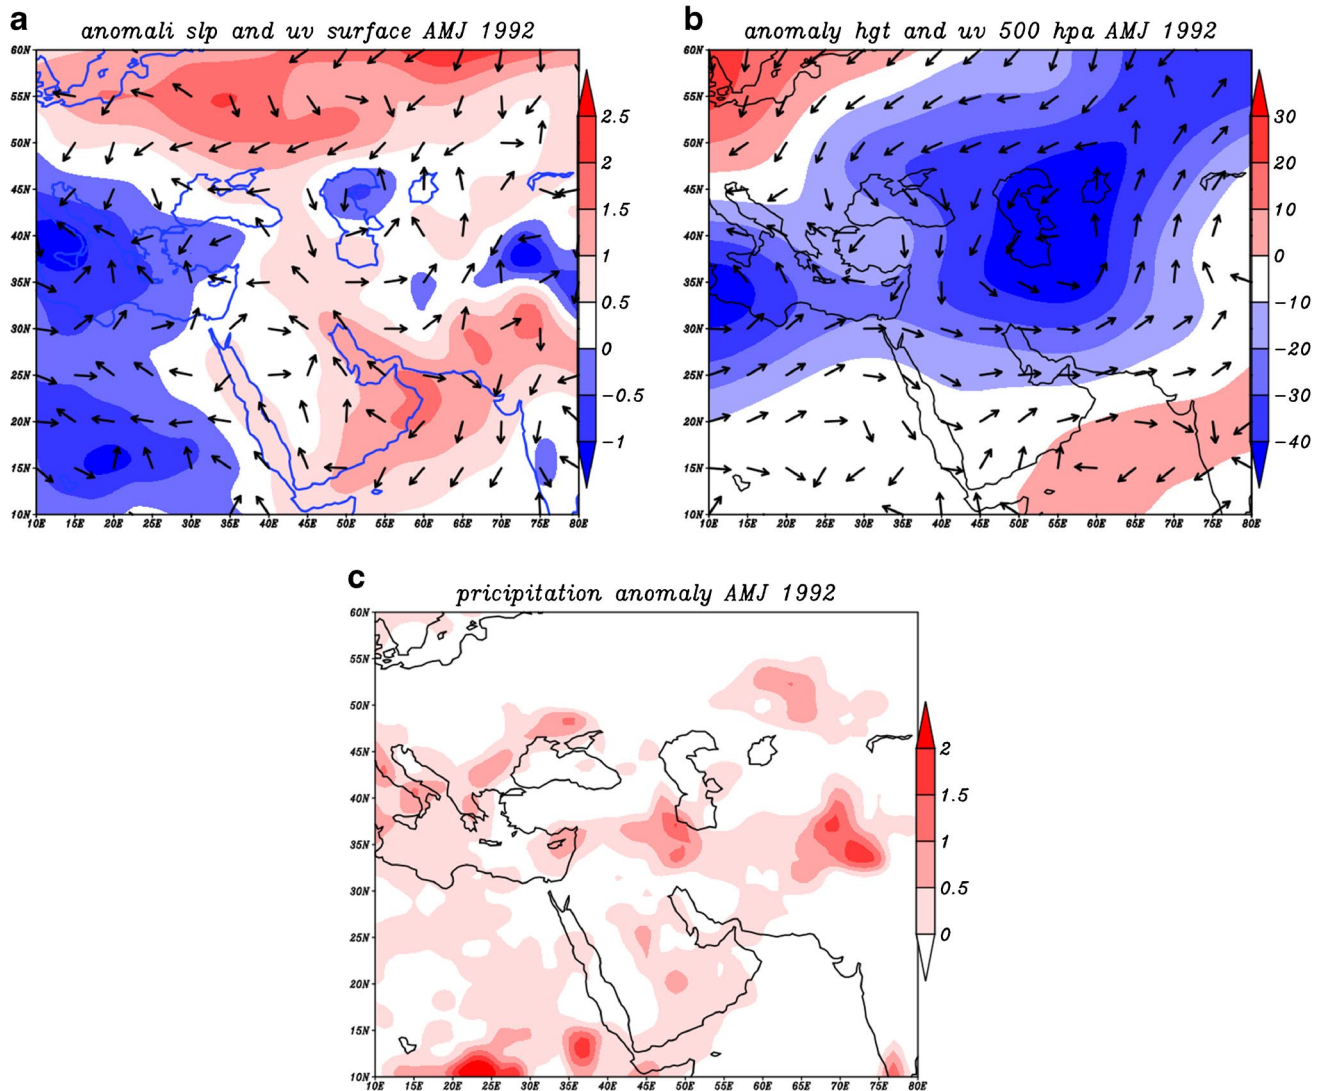 a
anomali slp and uv surface AMJ 1992
60N
55N
50N
45N
40N
35N
30N
25N
20N
15N
10N
10E 15E 20E 25E 30E 35E 40E 45E 50E 55E 60E 65E 70E 75E 80E
2.5
2
1.5
1
0.5
0
−0.5
−1
b
anomaly hgt and uv 500 hpa AMJ 1992
60N
55N
50N
45N
40N
35N
30N
25N
20N
15N
10N
10E 15E 20E 25E 30E 35E 40E 45E 50E 55E 60E 65E 70E 75E 80E
30
20
10
0
−10
−20
−30
−40
c
pricipitation anomaly AMJ 1992
60N
55N
50N
45N
40N
35N
30N
25N
20N
15N
10N
10E 15E 20E 25E 30E 35E 40E 45E 50E 55E 60E 65E 70E 75E 80E
2
1.5
1
0.5
0